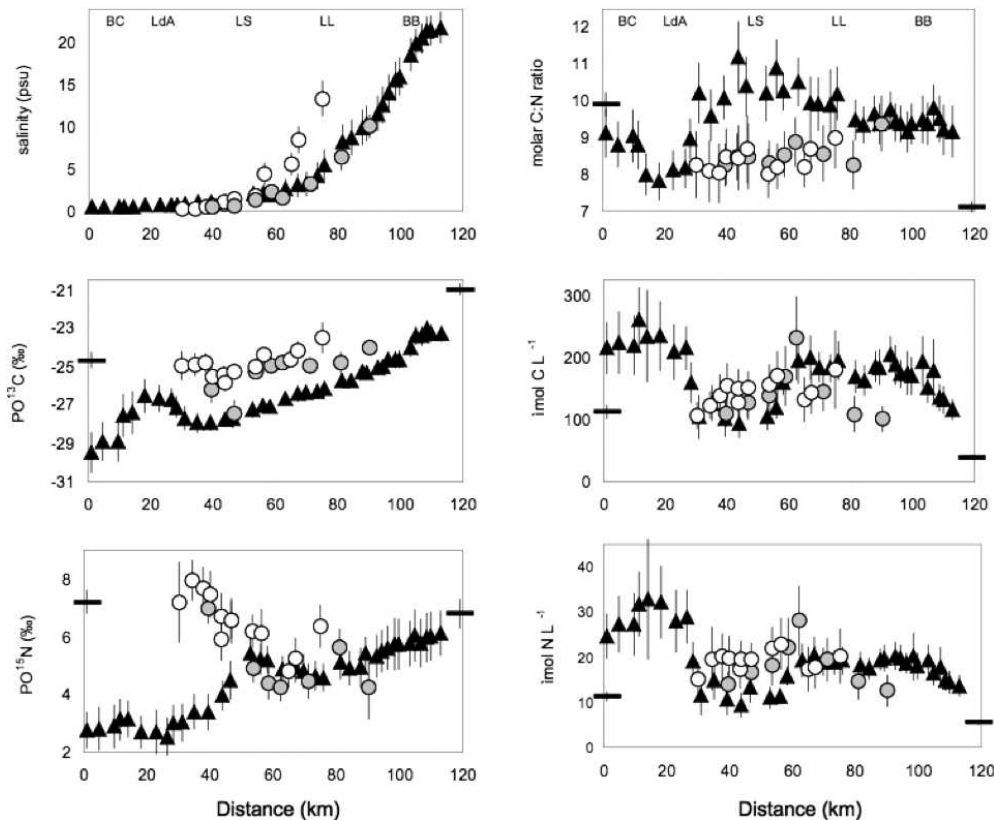 BC LdA LS LL BB
salinity (psu)
20
15
10
5
0
0 20 40 60 80 100 120
BC LdA LS LL BB
molar C:N ratio
12
11
10
9
8
7
0 20 40 60 80 100 120
PO¹³C (‰)
-21
-23
-25
-27
-29
-31
0 20 40 60 80 100 120
ìmol C L⁻¹
300
200
100
0
0 20 40 60 80 100 120
PO¹⁵N (‰)
8
6
4
2
0 20 40 60 80 100 120
Distance (km)
ìmol N L⁻¹
40
30
20
10
0
0 20 40 60 80 100 120
Distance (km)